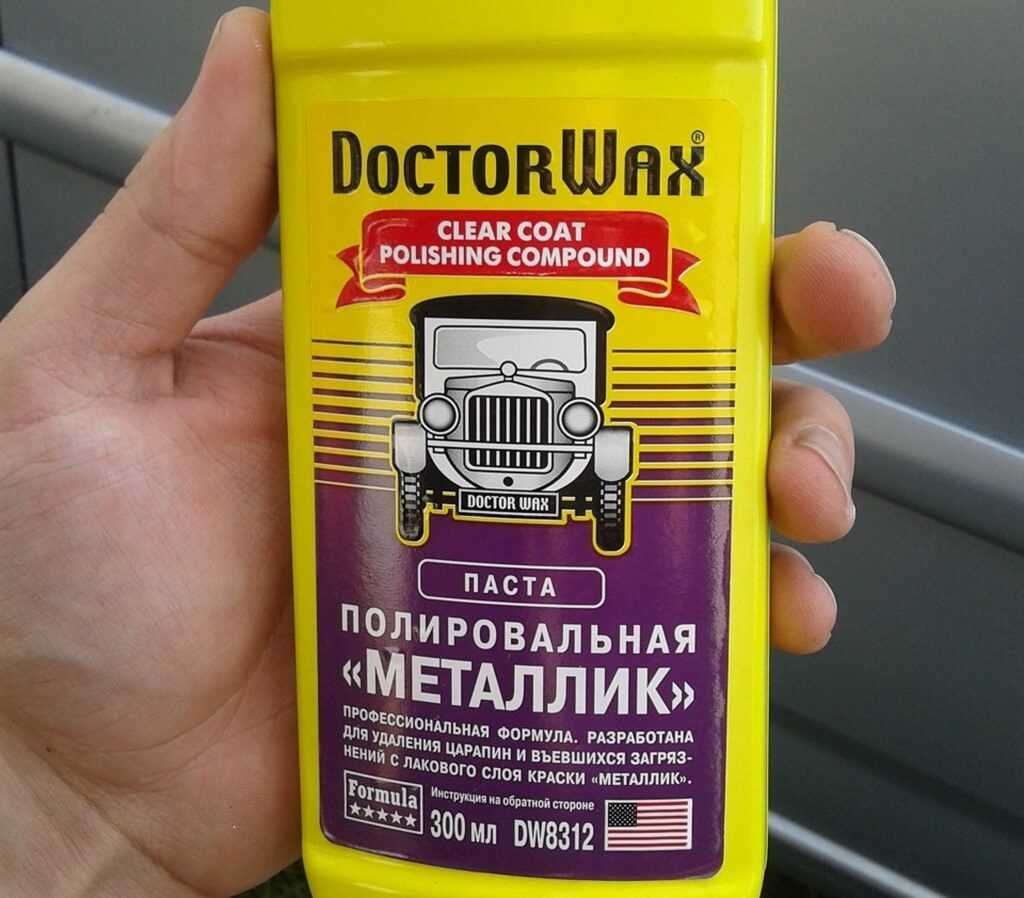 DOCTORWAX®
CLEAR COAT
POLISHING COMPOUND
DOCTOR WAX
ПАСТА
ПОЛИРОВАЛЬНАЯ
«МЕТАЛЛИК»
ПРОФЕССИОНАЛЬНАЯ ФОРМУЛА. РАЗРАБОТАНА
ДЛЯ УДАЛЕНИЯ ЦАРАПИН И ВЪЕВШИХСЯ ЗАГРЯЗ-
НЕНИЙ С ЛАКОВОГО СЛОЯ КРАСКИ «МЕТАЛЛИК».
Formula
Инструкция на обратной стороне
300 мл DW8312